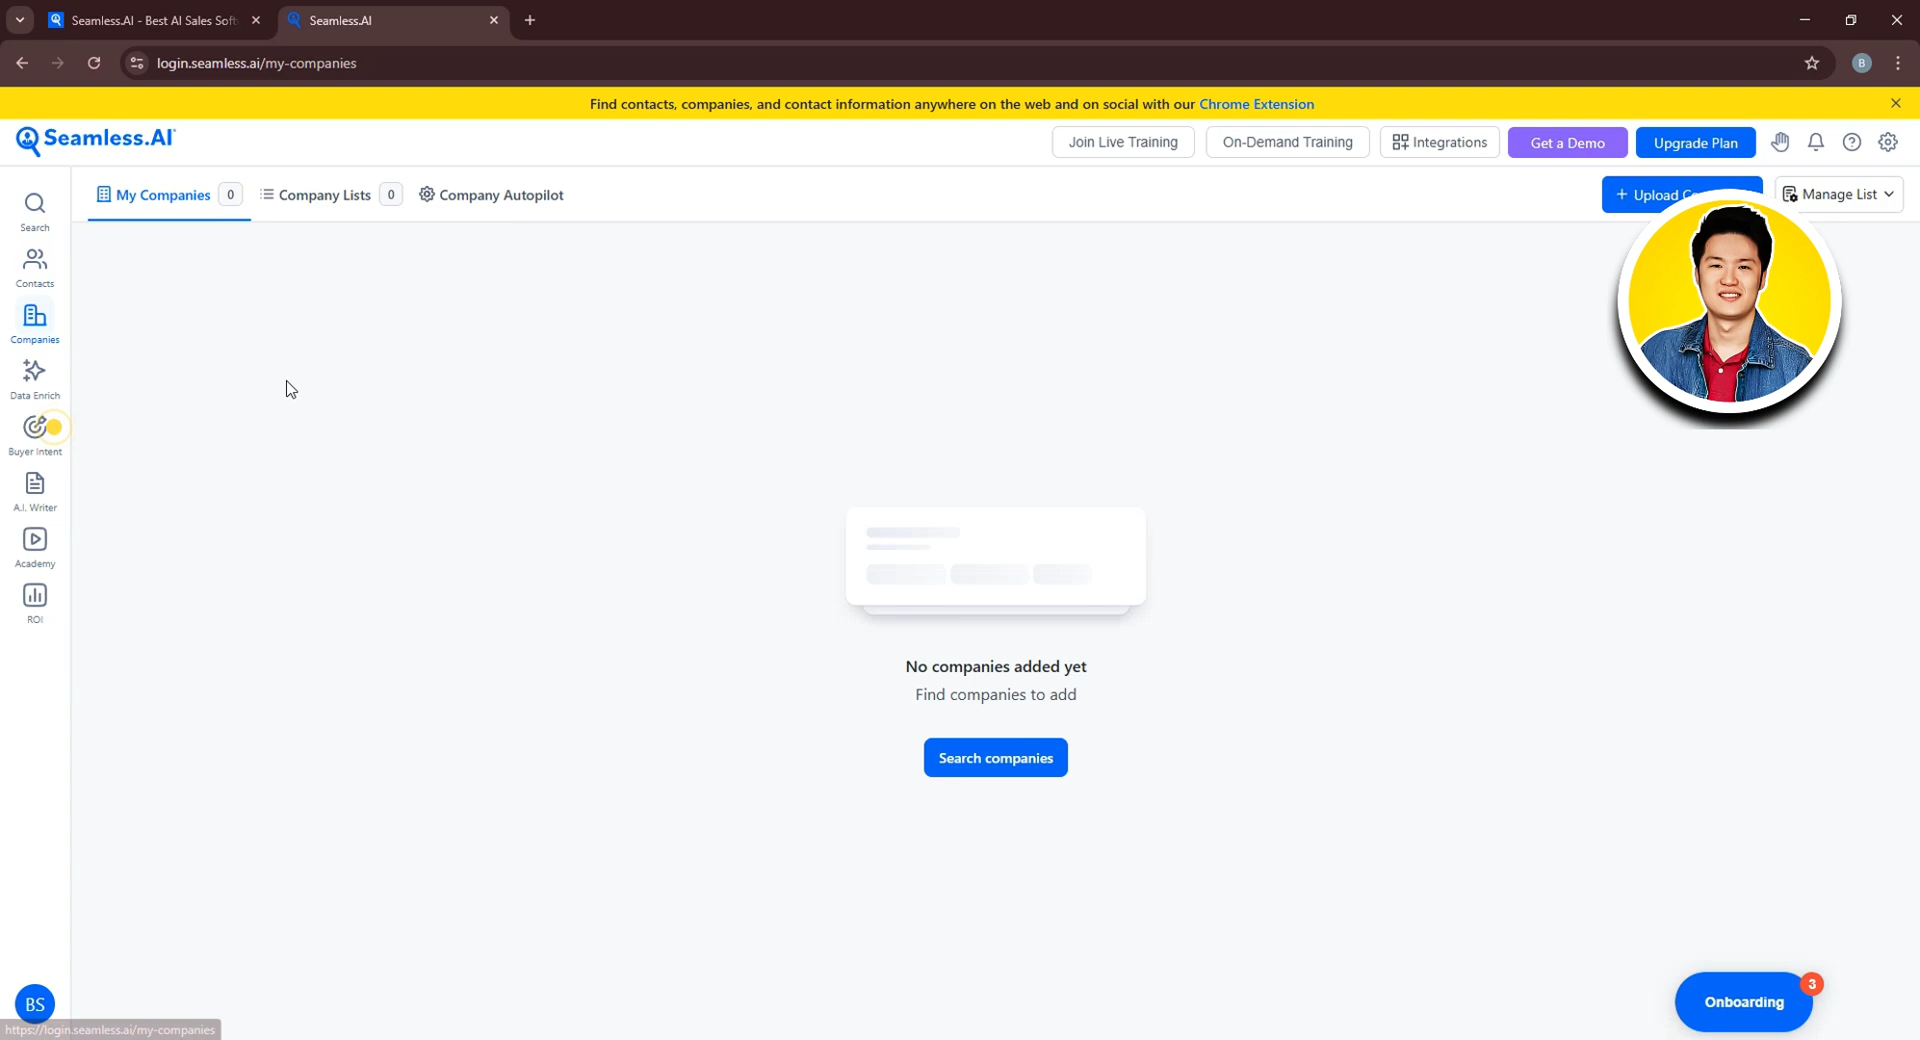 Seamless.AI - Best AI Sales Soft
Seamless.AI
login.seamless.ai/my-companies
B
Find contacts, companies, and contact information anywhere on the web and on social with our Chrome Extension
Seamless.AI
Join Live Training
On-Demand Training
Integrations
Get a Demo
Upgrade Plan
My Companies 0
Company Lists 0
Company Autopilot
+ Upload
Manage List
Search
Contacts
Companies
Data Enrich
Buyer Intent
A.I. Writer
Academy
ROI
No companies added yet
Find companies to add
Search companies
BS
https://login.seamless.ai/my-companies
Onboarding
3